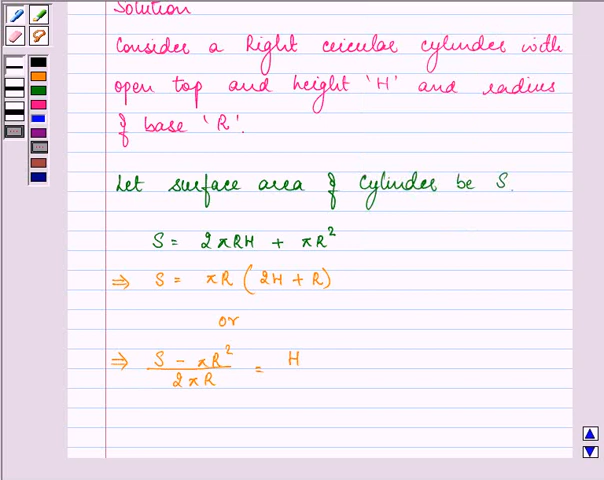 Solution
Consider a Right circular cylinder with
open top and height 'H' and radius
of base 'R'.
Let surface area of cylinder be S.
S = 2πRH + πR²
⇒ S = πR (2H + R)
or
⇒ (S - πR²)/(2πR) = H